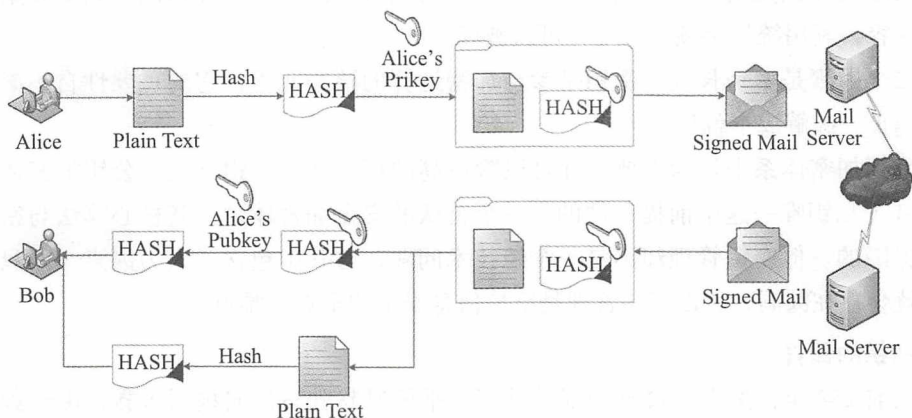 Alice's
Prikey
Hash
HASH
HASH
Alice
Plain Text
Signed Mail
Mail
Server
Alice's
Pubkey
HASH
HASH
HASH
Bob
Signed Mail
HASH
Hash
Mail Server
Plain Text